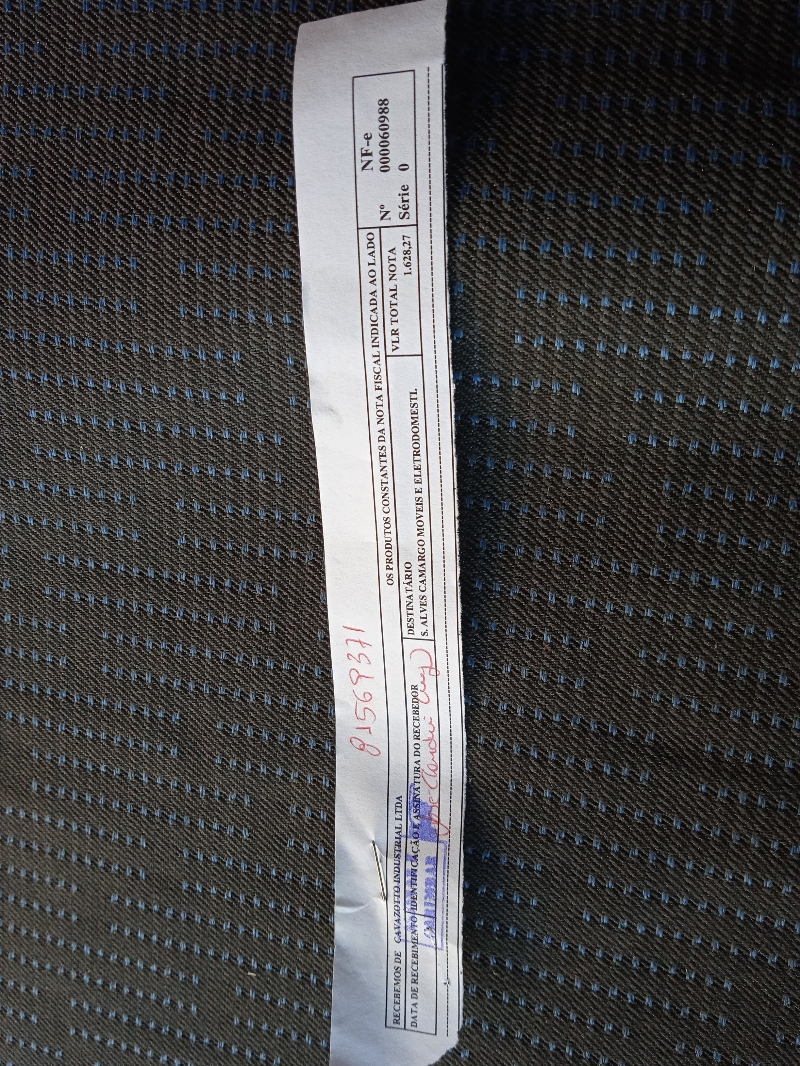 81569371
RECEBEMOS DE CAVAZOTTO INDUSTRIAL LTDA
OS PRODUTOS CONSTANTES DA NOTA FISCAL INDICADA AO LADO
DATA DE RECEBIMENTO IDENTIFICAÇÃO E ASSINATURA DO RECEBEDOR
CARIMBAR
DESTINATÁRIO
S. ALVES CAMARGO MOVEIS E ELETRODOMESTI.
VLR TOTAL NOTA
1.628,27
NF-e
Nº 000060988
Série 0